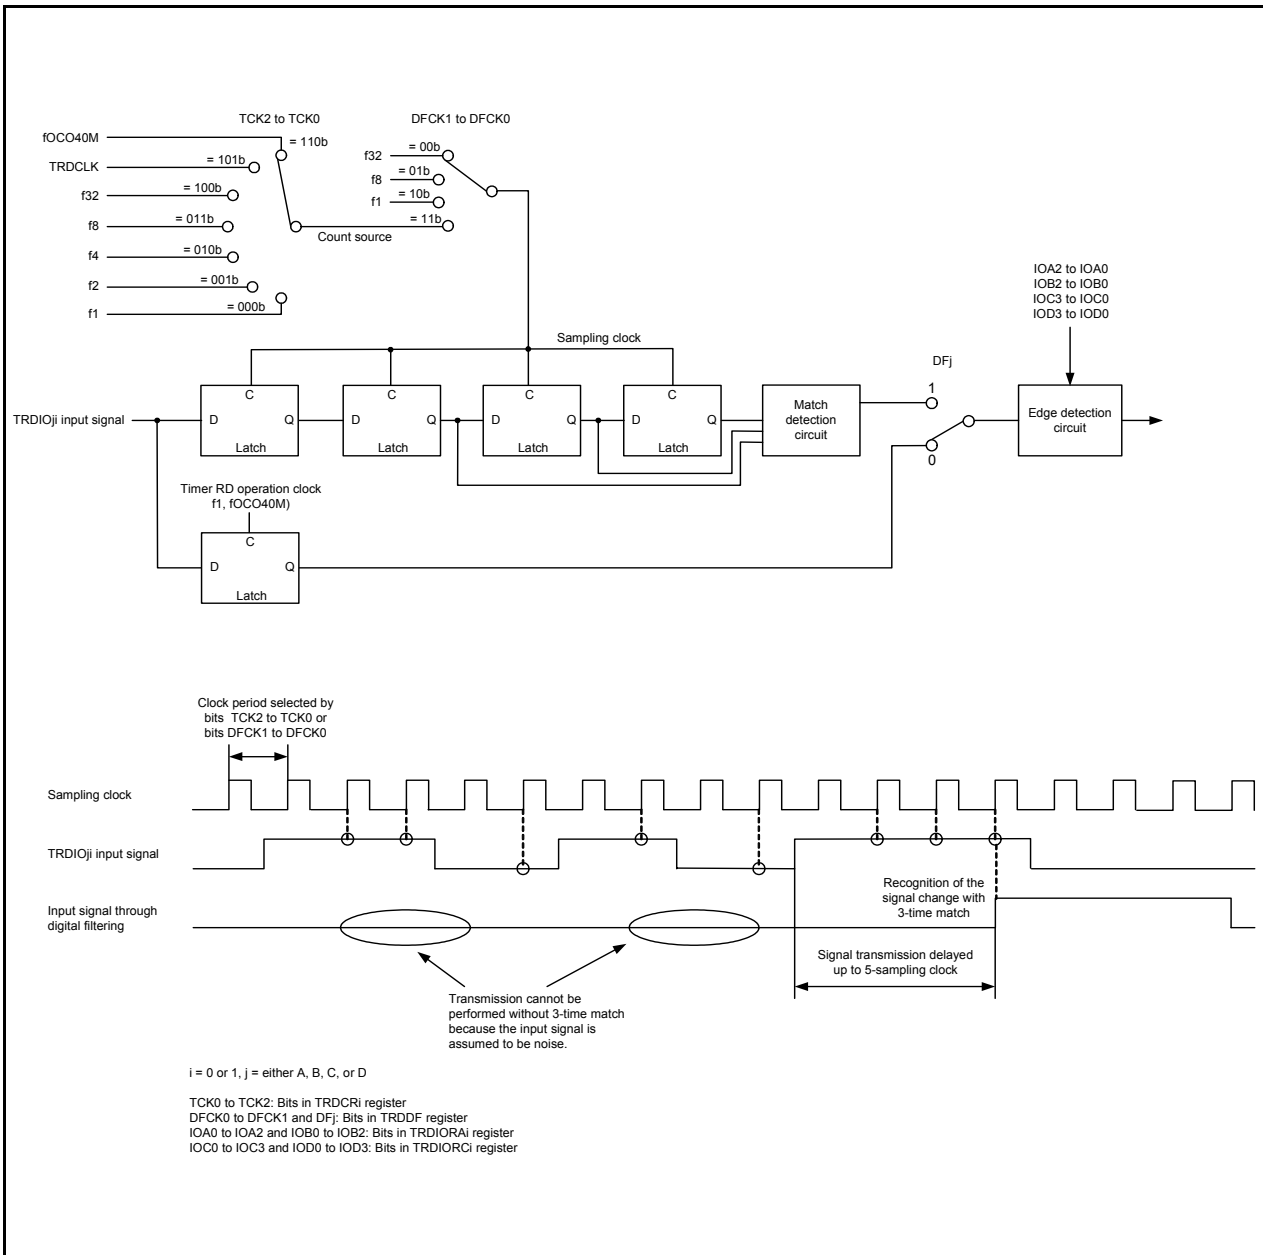 TCK2 to TCK0
DFCK1 to DFCK0
fOCO40M
= 110b
TRDCLK
= 101b
f32
= 100b
f8
= 011b
f4
= 010b
f2
= 001b
f1
= 000b
Count source
f32
= 00b
f8
= 01b
f1
= 10b
= 11b
IOA2 to IOA0
IOB2 to IOB0
IOC3 to IOC0
IOD3 to IOD0
Sampling clock
DFj
TRDIOji input signal
C
D
Q
Latch
C
D
Q
Latch
C
D
Q
Latch
C
D
Q
Latch
Match
detection
circuit
1
0
Edge detection
circuit
Timer RD operation clock
f1, fOCO40M)
C
D
Q
Latch
Clock period selected by
bits TCK2 to TCK0 or
bits DFCK1 to DFCK0
Sampling clock
TRDIOji input signal
Recognition of the
signal change with
3-time match
Input signal through
digital filtering
Signal transmission delayed
up to 5-sampling clock
Transmission cannot be
performed without 3-time match
because the input signal is
assumed to be noise.
i = 0 or 1, j = either A, B, C, or D
TCK0 to TCK2: Bits in TRDCRi register
DFCK0 to DFCK1 and DFj: Bits in TRDDF register
IOA0 to IOA2 and IOB0 to IOB2: Bits in TRDIORAi register
IOC0 to IOC3 and IOD0 to IOD3: Bits in TRDIORCi register